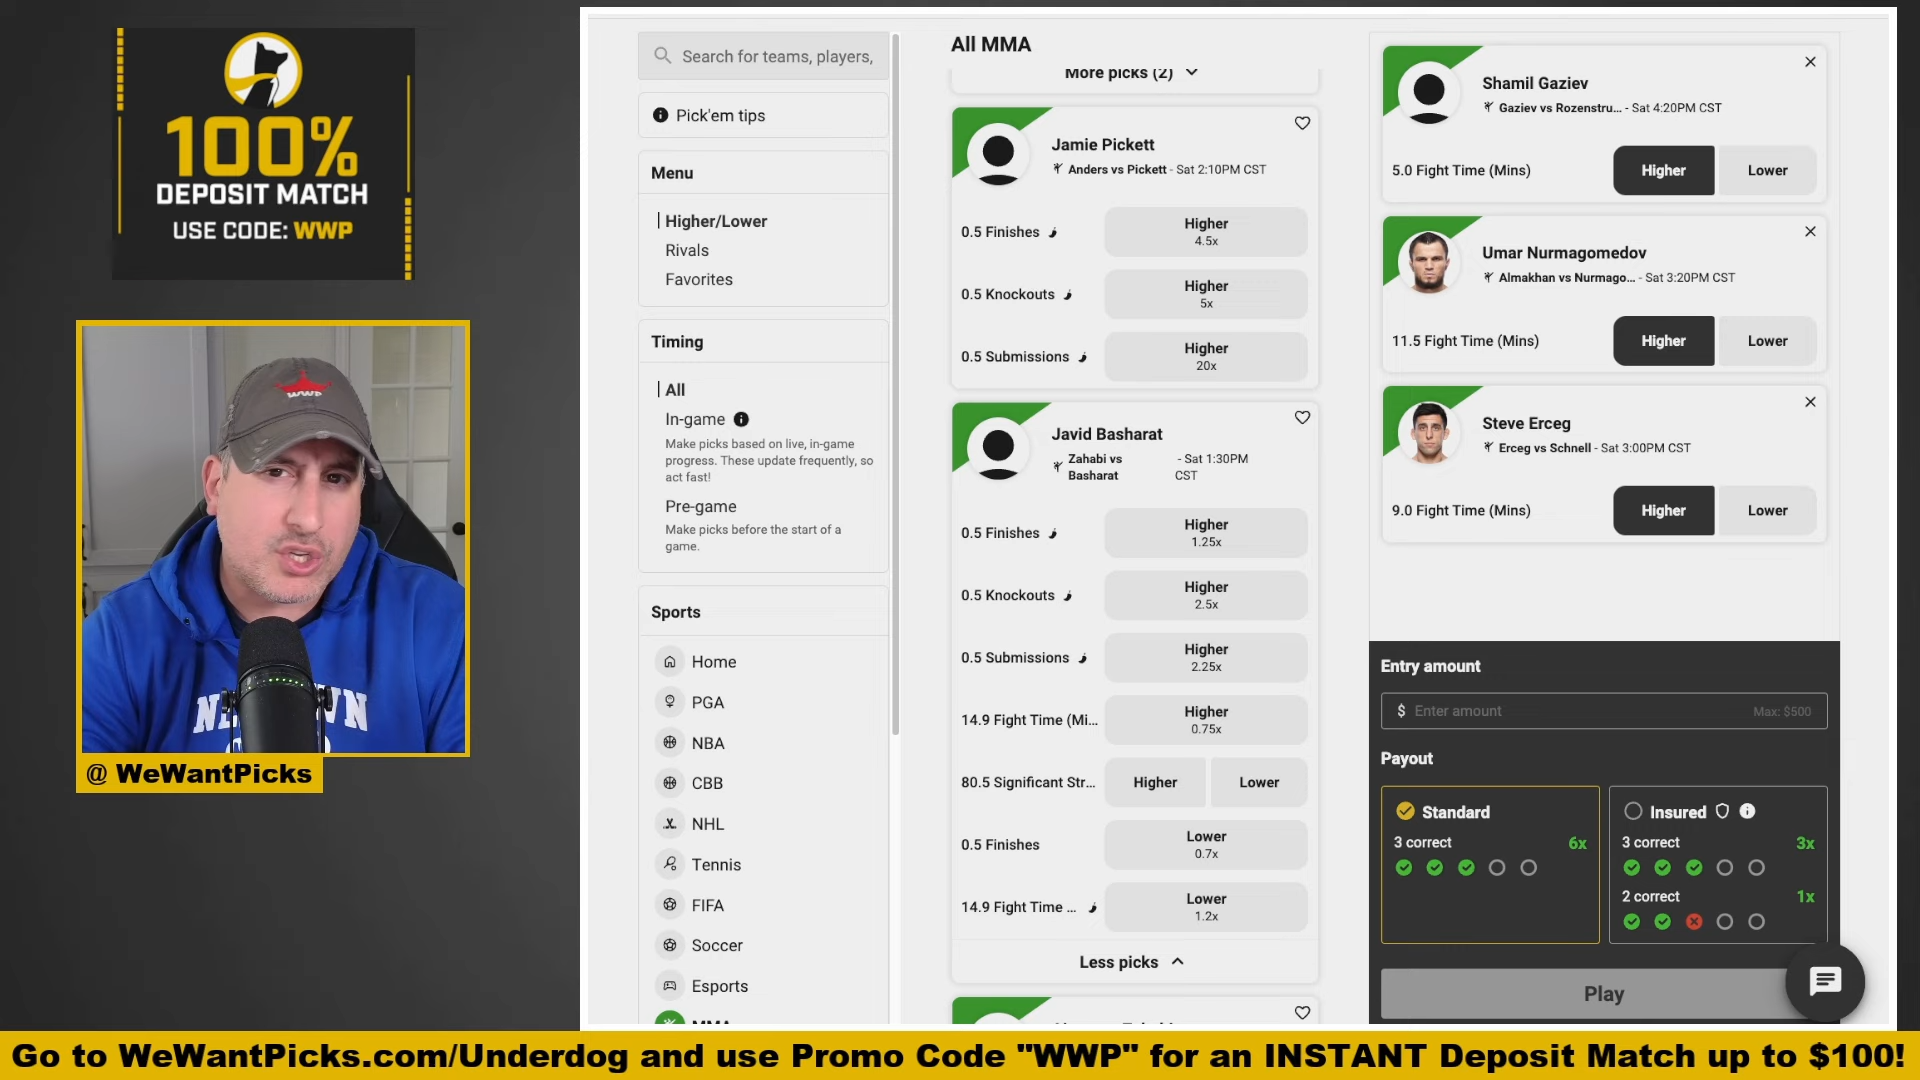 100%
DEPOSIT MATCH
USE CODE: WWP
@ WeWantPicks
Search for teams, players,
Pick'em tips
Menu
Higher/Lower
Rivals
Favorites
Timing
All
In-game
Make picks based on live, in-game
progress. These update frequently, so
act fast!
Pre-game
Make picks before the start of a
game.
Sports
Home
PGA
NBA
CBB
NHL
Tennis
FIFA
Soccer
Esports
MMA
All MMA
More picks (2)
Jamie Pickett
Anders vs Pickett - Sat 2:10PM CST
0.5 Finishes
Higher
4.5x
0.5 Knockouts
Higher
5x
0.5 Submissions
Higher
20x
Javid Basharat
Zahabi vs
Basharat
- Sat 1:30PM
CST
0.5 Finishes
Higher
1.25x
0.5 Knockouts
Higher
2.5x
0.5 Submissions
Higher
2.25x
14.9 Fight Time (Mi...
Higher
0.75x
80.5 Significant Str...
Higher
Lower
0.5 Finishes
Lower
0.7x
14.9 Fight Time ...
Lower
1.2x
Less picks
Shamil Gaziev
Gaziev vs Rozenstru... - Sat 4:20PM CST
5.0 Fight Time (Mins)
Higher
Lower
Umar Nurmagomedov
Almakhan vs Nurmago... - Sat 3:20PM CST
11.5 Fight Time (Mins)
Higher
Lower
Steve Erceg
Erceg vs Schnell - Sat 3:00PM CST
9.0 Fight Time (Mins)
Higher
Lower
Entry amount
$ Enter amount
Max: $500
Payout
Standard
3 correct
6x
Insured
3 correct
3x
2 correct
1x
Play
Go to WeWantPicks.com/Underdog and use Promo Code "WWP" for an INSTANT Deposit Match up to $100!